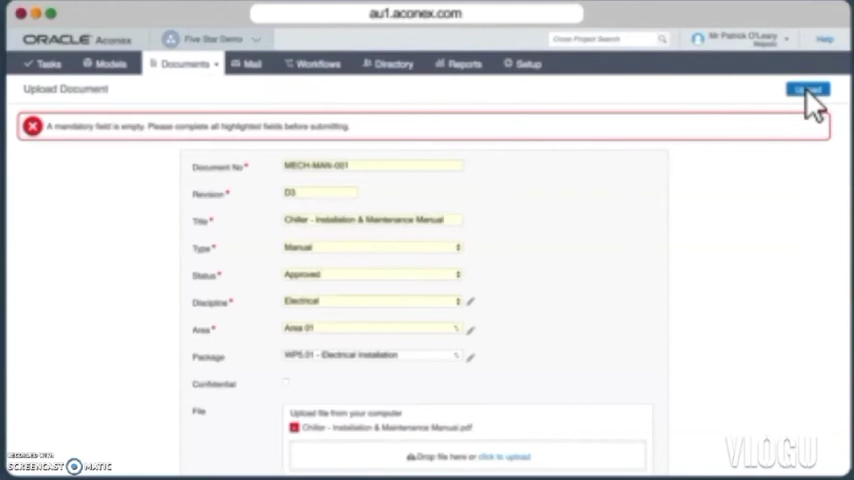 au1.aconex.com
ORACLE Aconex
Five Star Demo
Close Project Search
Mr Patrick O'Leary
Help
Tasks
Models
Documents
Mail
Workflows
Directory
Reports
Setup
Upload Document
Upload
A mandatory field is empty. Please complete all highlighted fields before submitting.
Document No* MECH-MAN-001
Revision* D3
Title* Chiller - Installation & Maintenance Manual
Type* Manual
Status* Approved
Discipline* Electrical
Area* Area 01
Package WP5.01 - Electrical Installation
Confidential
File
Upload file from your computer
Chiller - Installation & Maintenance Manual.pdf
Drop file here or click to upload
RECORDED WITH
SCREENCAST MATIC
VLOGU